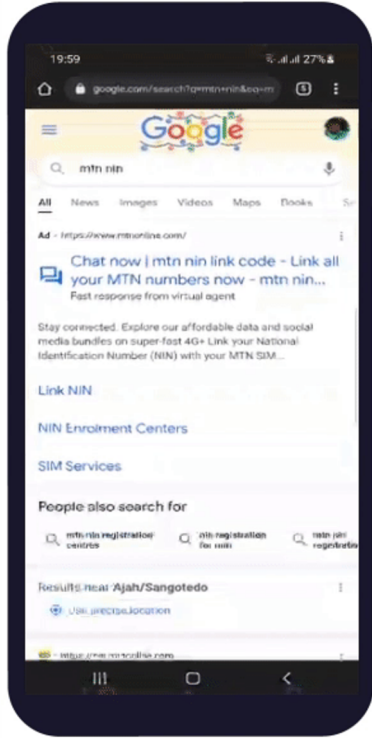 19:59
27%
google.com/search?q=mtn+nin&oq=m
5
Google
mtn nin
All News Images Videos Maps Books Se
Ad · https://www.mtnonline.com/
Chat now | mtn nin link code - Link all
your MTN numbers now - mtn nin...
Fast response from virtual agent
Stay connected. Explore our affordable data and social
media bundles on super-fast 4G+ Link your National
Identification Number (NIN) with your MTN SIM...
Link NIN
NIN Enrolment Centers
SIM Services
People also search for
mtn nin registration
centres
nin registration
for mtn
mtn
registratio
Results near Ajah/Sangotedo
Use precise location